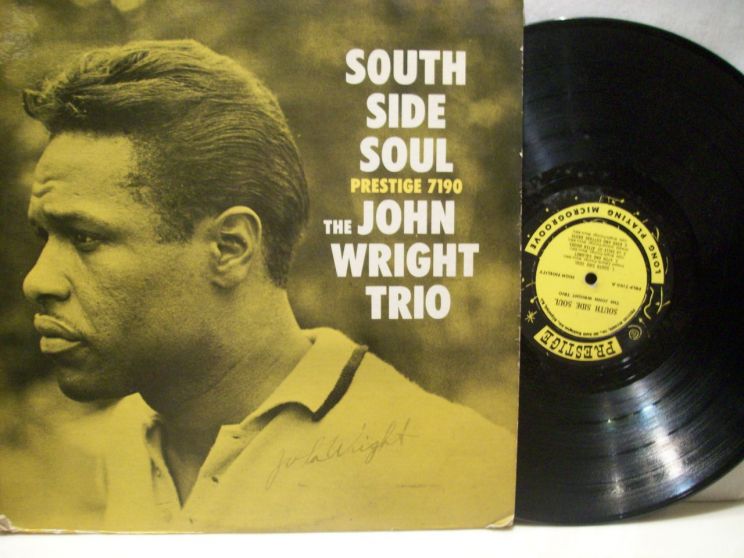 SOUTH
SIDE
SOUL
PRESTIGE 7190
THE JOHN
WRIGHT
TRIO
John Wright
LONG PLAYING MICROGROOVE
HIGH FIDELITY
THE JOHN WRIGHT TRIO
SOUTH SIDE SOUL
PRESTIGE